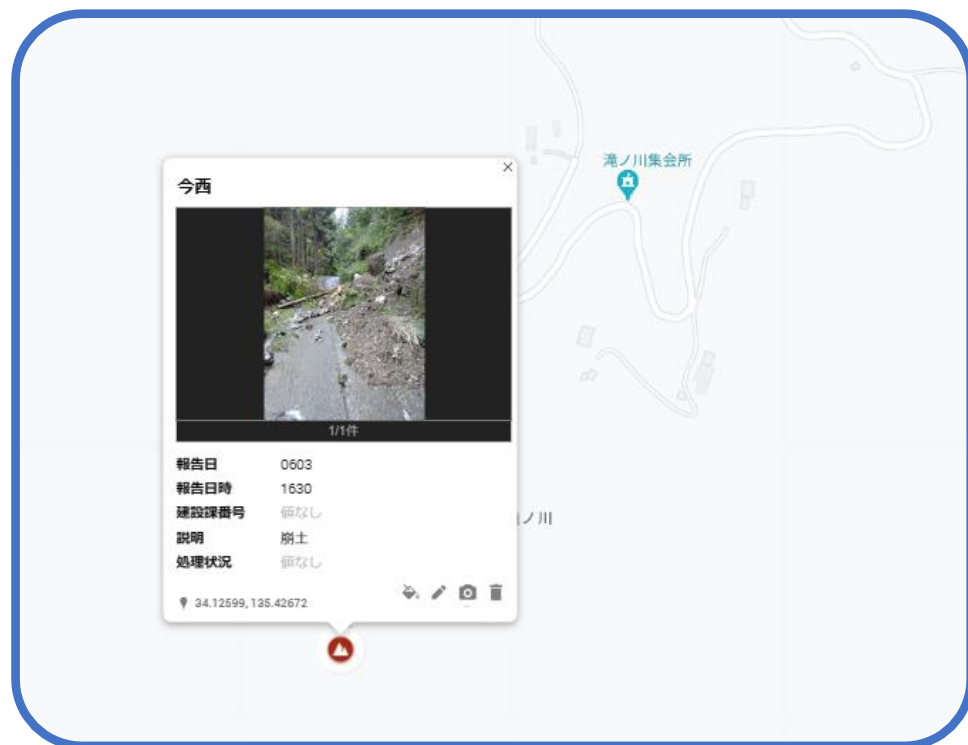 滝ノ川集会所
今西
1/1件
報告日 0603
報告日時 1630
建設課番号 値なし
説明 崩土
処理状況 値なし
34.12599, 135.42672
ノ川